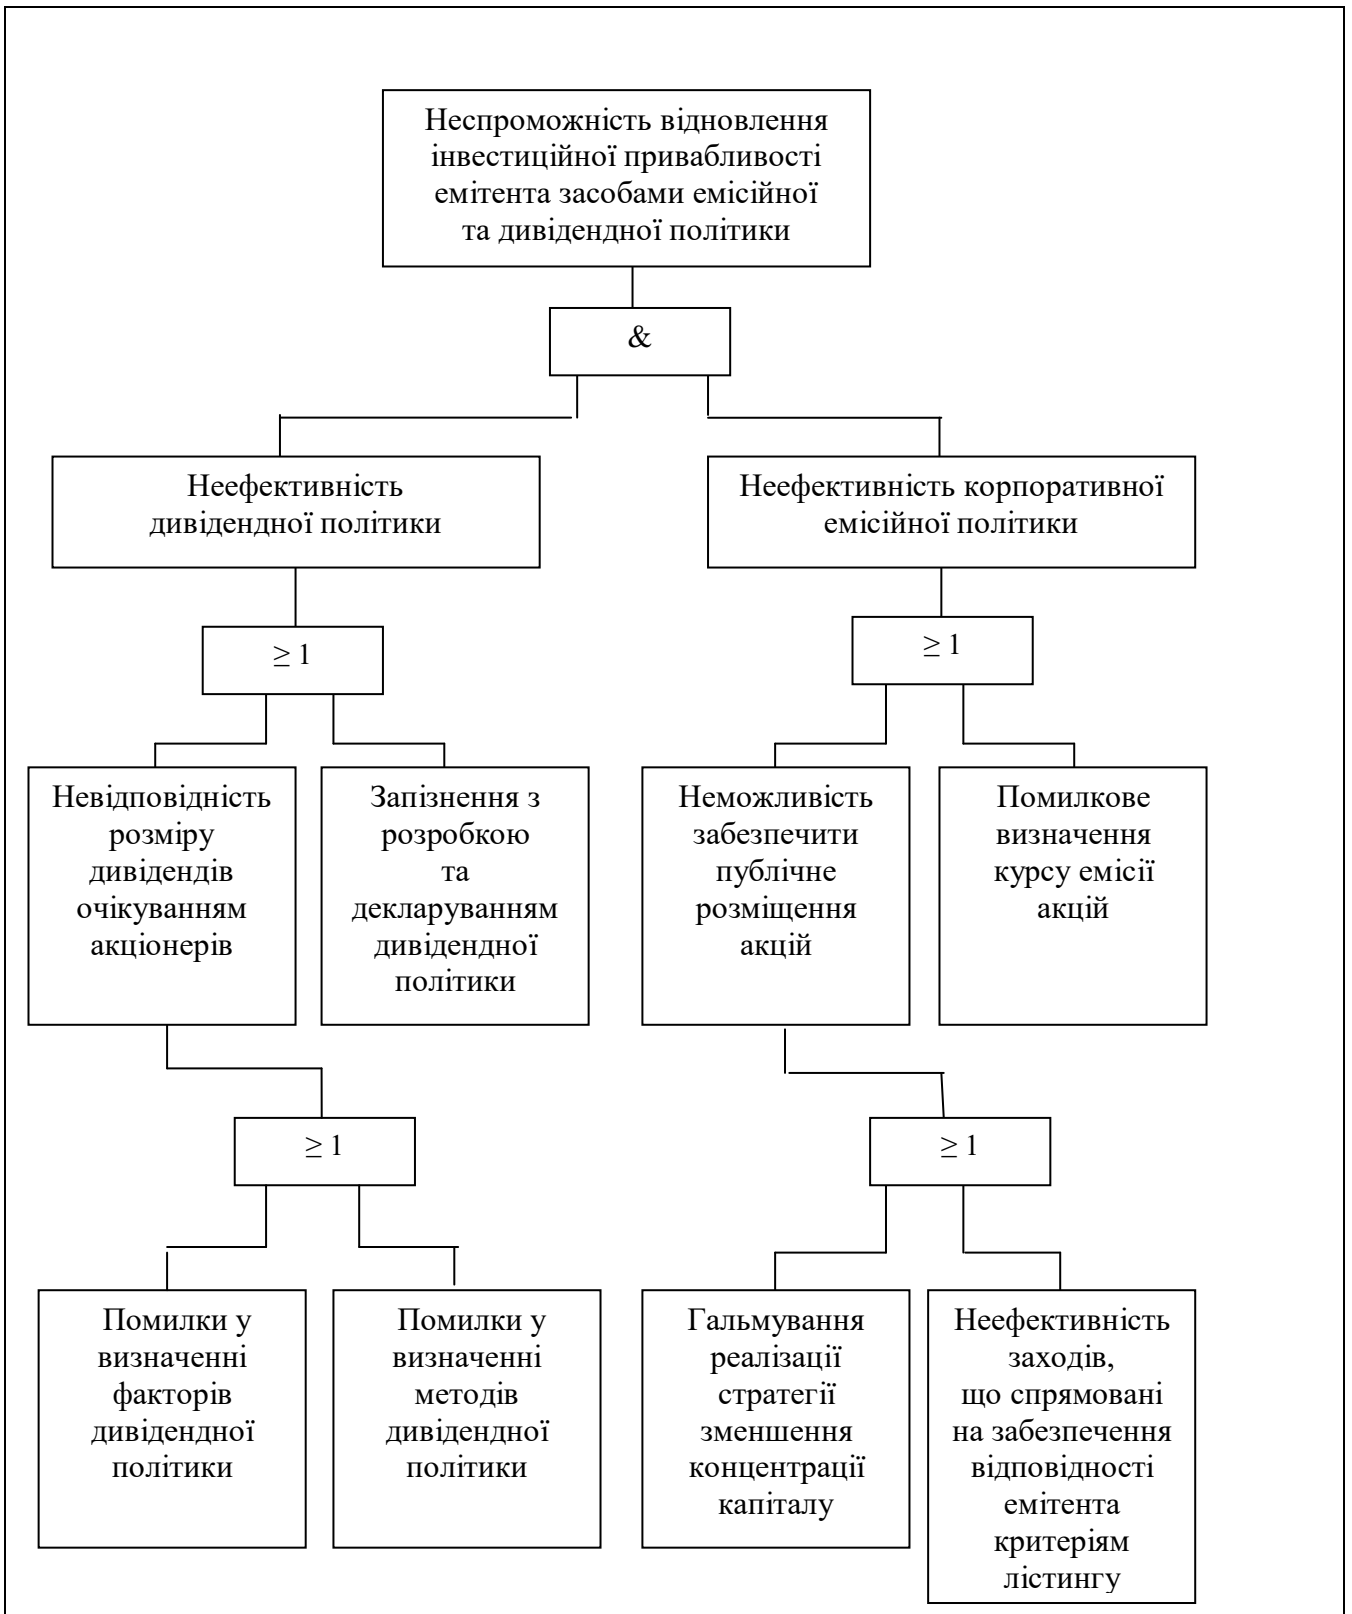 Неспроможність відновлення
інвестиційної привабливості
емітента засобами емісійної
та дивідендної політики
&
Неефективність
дивідендної політики
Неефективність корпоративної
емісійної політики
≥ 1
≥ 1
Невідповідність
розміру
дивідендів
очікуванням
акціонерів
Запізнення з
розробкою
та
декларуванням
дивідендної
політики
Неможливість
забезпечити
публічне
розміщення
акцій
Помилкове
визначення
курсу емісії
акцій
≥ 1
≥ 1
Помилки у
визначенні
факторів
дивідендної
політики
Помилки у
визначенні
методів
дивідендної
політики
Гальмування
реалізації
стратегії
зменшення
концентрації
капіталу
Неефективність
заходів,
що спрямовані
на забезпечення
відповідності
емітента
критеріям
лістингу